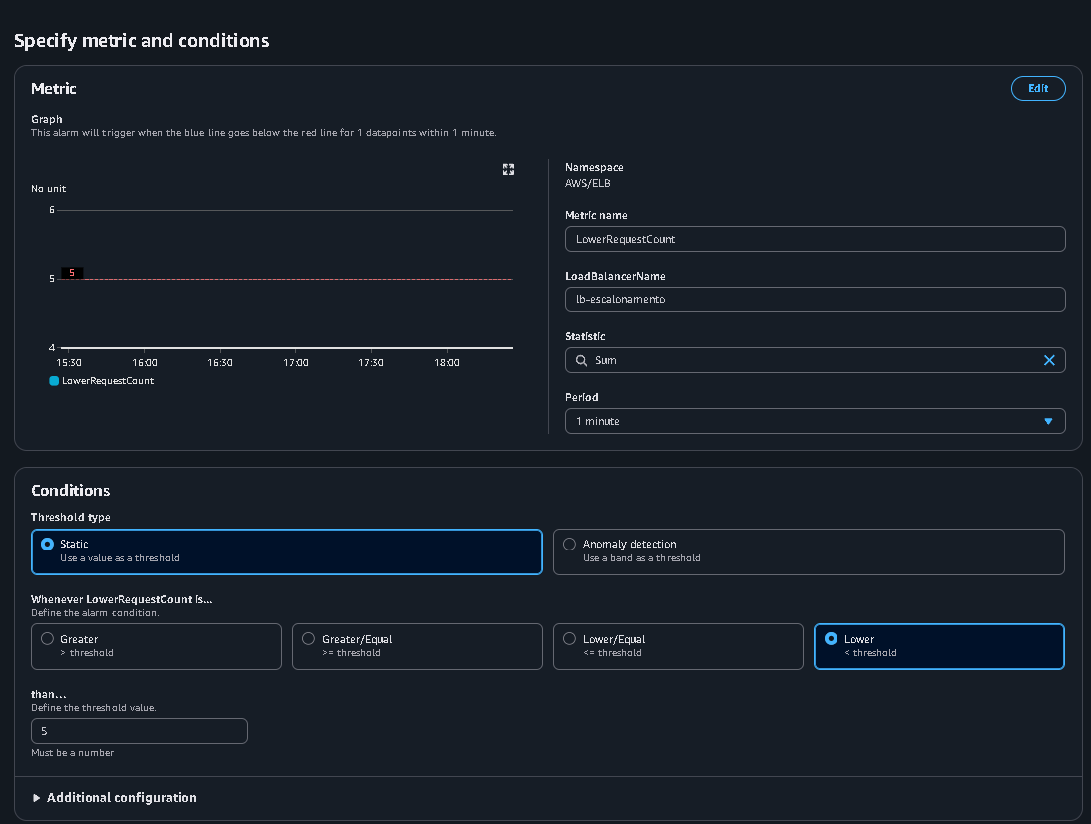 Specify metric and conditions
Metric
Edit
Graph
This alarm will trigger when the blue line goes below the red line for 1 datapoints within 1 minute.
No unit
6
5
5
4
15:30 16:00 16:30 17:00 17:30 18:00
LowerRequestCount
Namespace
AWS/ELB
Metric name
LowerRequestCount
LoadBalancerName
lb-escalonamento
Statistic
Sum
Period
1 minute
Conditions
Threshold type
Static
Use a value as a threshold
Anomaly detection
Use a band as a threshold
Whenever LowerRequestCount is...
Define the alarm condition.
Greater
> threshold
Greater/Equal
>= threshold
Lower/Equal
<= threshold
Lower
< threshold
than...
Define the threshold value.
5
Must be a number
Additional configuration